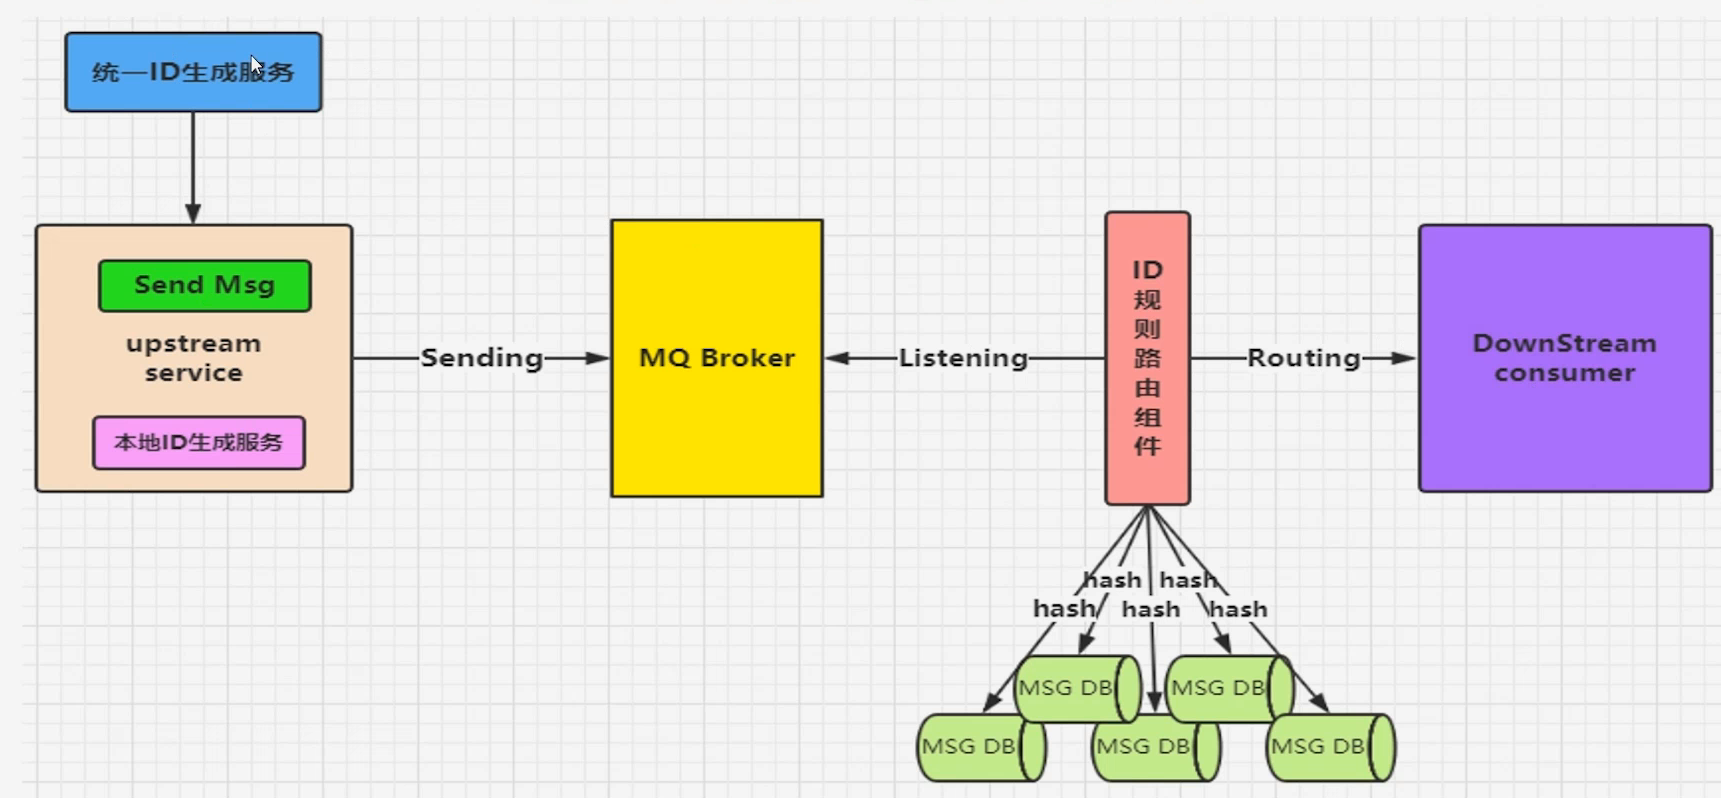 统一ID生成服务
Send Msg
upstream
service
本地ID生成服务
Sending
MQ Broker
Listening
ID
规
则
路
由
组
件
Routing
DownStream
consumer
hash
hash
hash
hash
hash
MSG DB
MSG DB
MSG DB
MSG DB
MSG DB